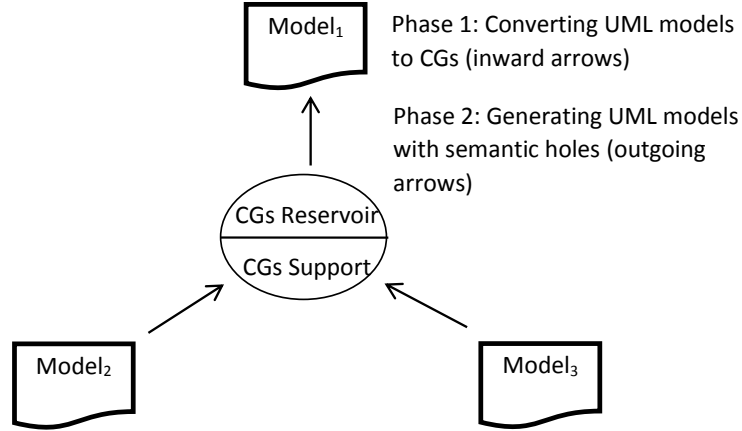 Model₁
Phase 1: Converting UML models
to CGs (inward arrows)
Phase 2: Generating UML models
with semantic holes (outgoing
arrows)
CGs Reservoir
CGs Support
Model₂
Model₃